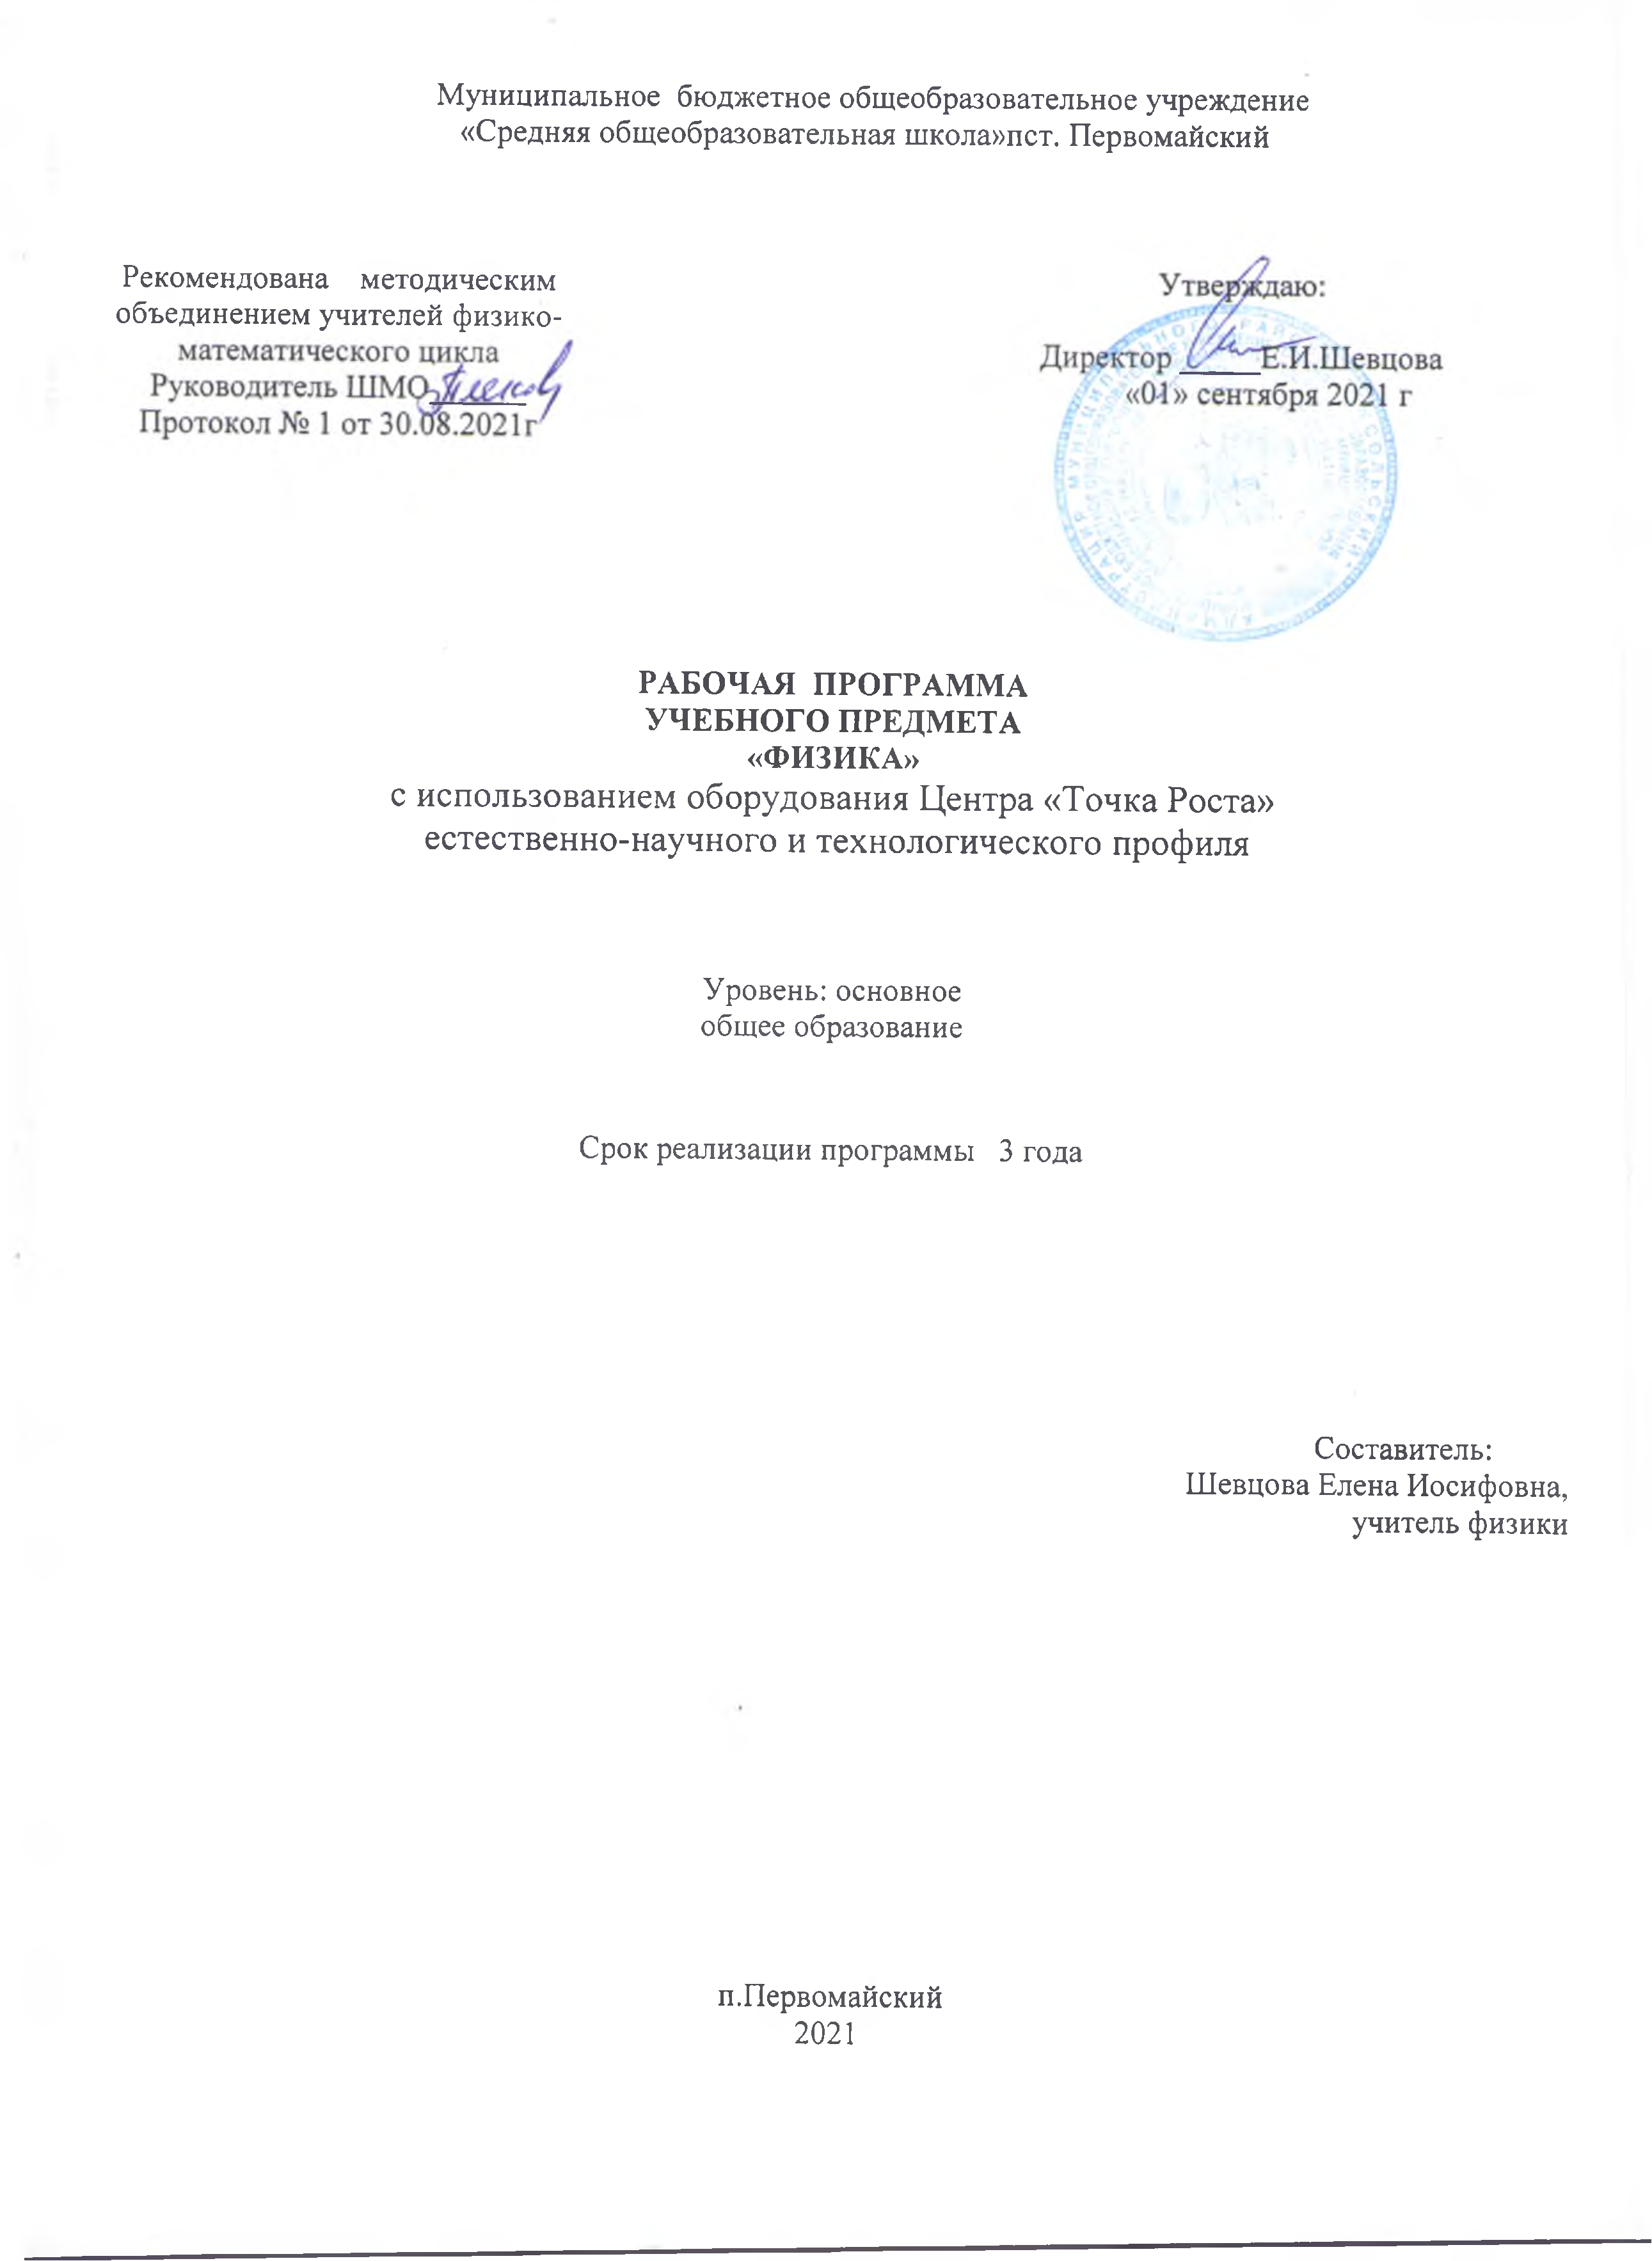 Муниципальное бюджетное общеобразовательное учреждение
«Средняя общеобразовательная школа»пст. Первомайский
Рекомендована методическим
объединением учителей физико-
математического цикла
Руководитель ШМО
Протокол № 1 от 30.08.2021г
Утверждаю:
Директор ______Е.И.Шевцова
«01» сентября 2021 г
РАБОЧАЯ ПРОГРАММА
УЧЕБНОГО ПРЕДМЕТА
«ФИЗИКА»
с использованием оборудования Центра «Точка Роста»
естественно-научного и технологического профиля
Уровень: основное
общее образование
Срок реализации программы 3 года
Составитель:
Шевцова Елена Иосифовна,
учитель физики
п.Первомайский
2021